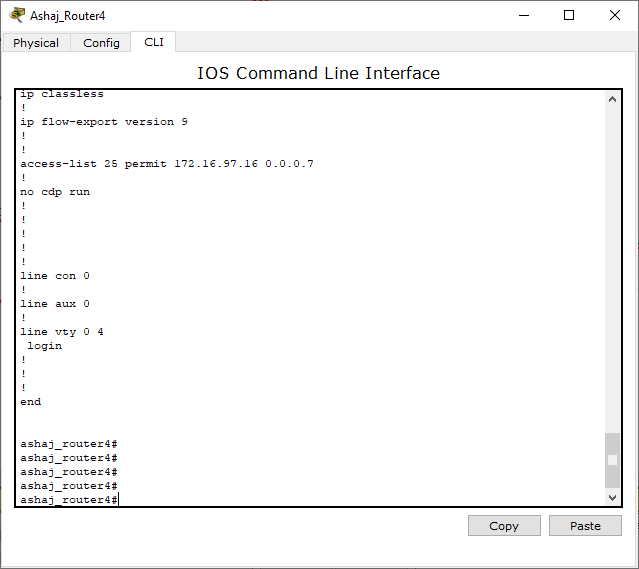 Ashaj_Router4
Physical Config CLI
IOS Command Line Interface
ip classless
!
ip flow-export version 9
!
!
access-list 25 permit 172.16.97.16 0.0.0.7
!
no cdp run
!
!
!
!
!
line con 0
!
line aux 0
!
line vty 0 4
 login
!
!
!
end
ashaj_router4#
ashaj_router4#
ashaj_router4#
ashaj_router4#
ashaj_router4#
Copy Paste